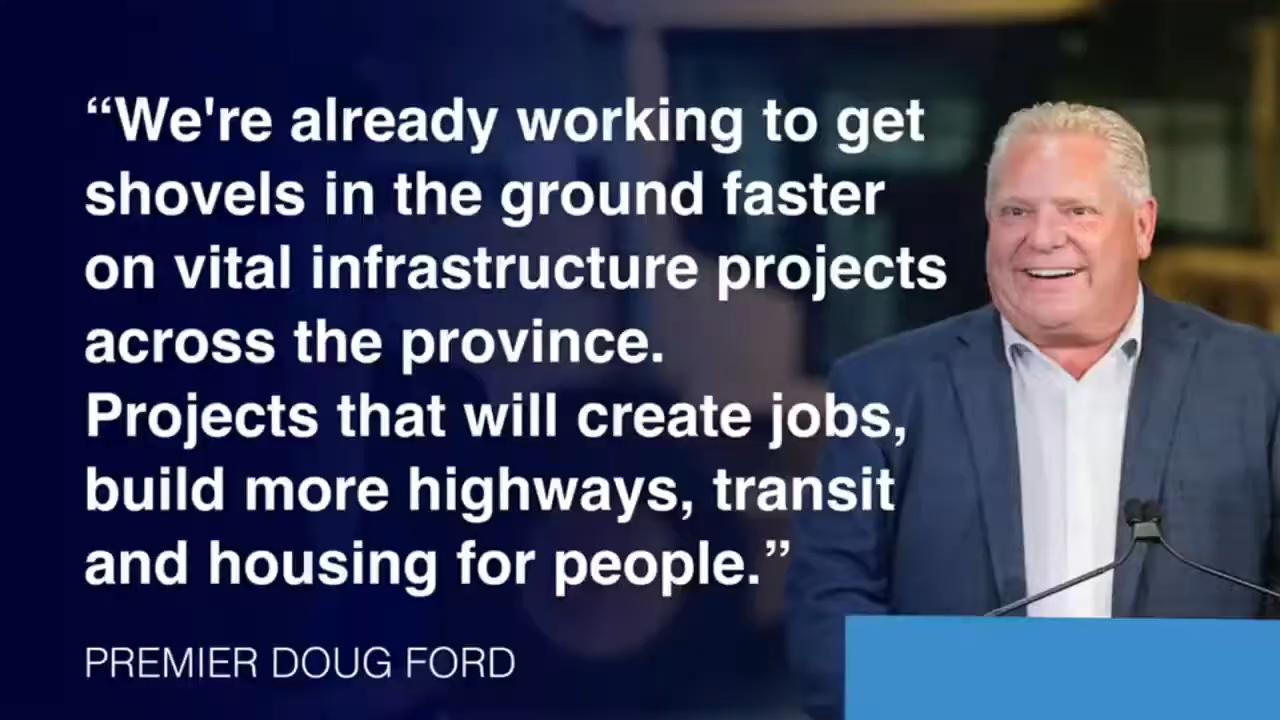 “We're already working to get
shovels in the ground faster
on vital infrastructure projects
across the province.
Projects that will create jobs,
build more highways, transit
and housing for people.”
PREMIER DOUG FORD